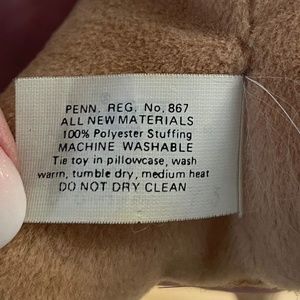 PENN. REG. No. 867
ALL NEW MATERIALS
100% Polyester Stuffing
MACHINE WASHABLE
Tie toy in pillowcase, wash
warm, tumble dry, medium heat
DO NOT DRY CLEAN